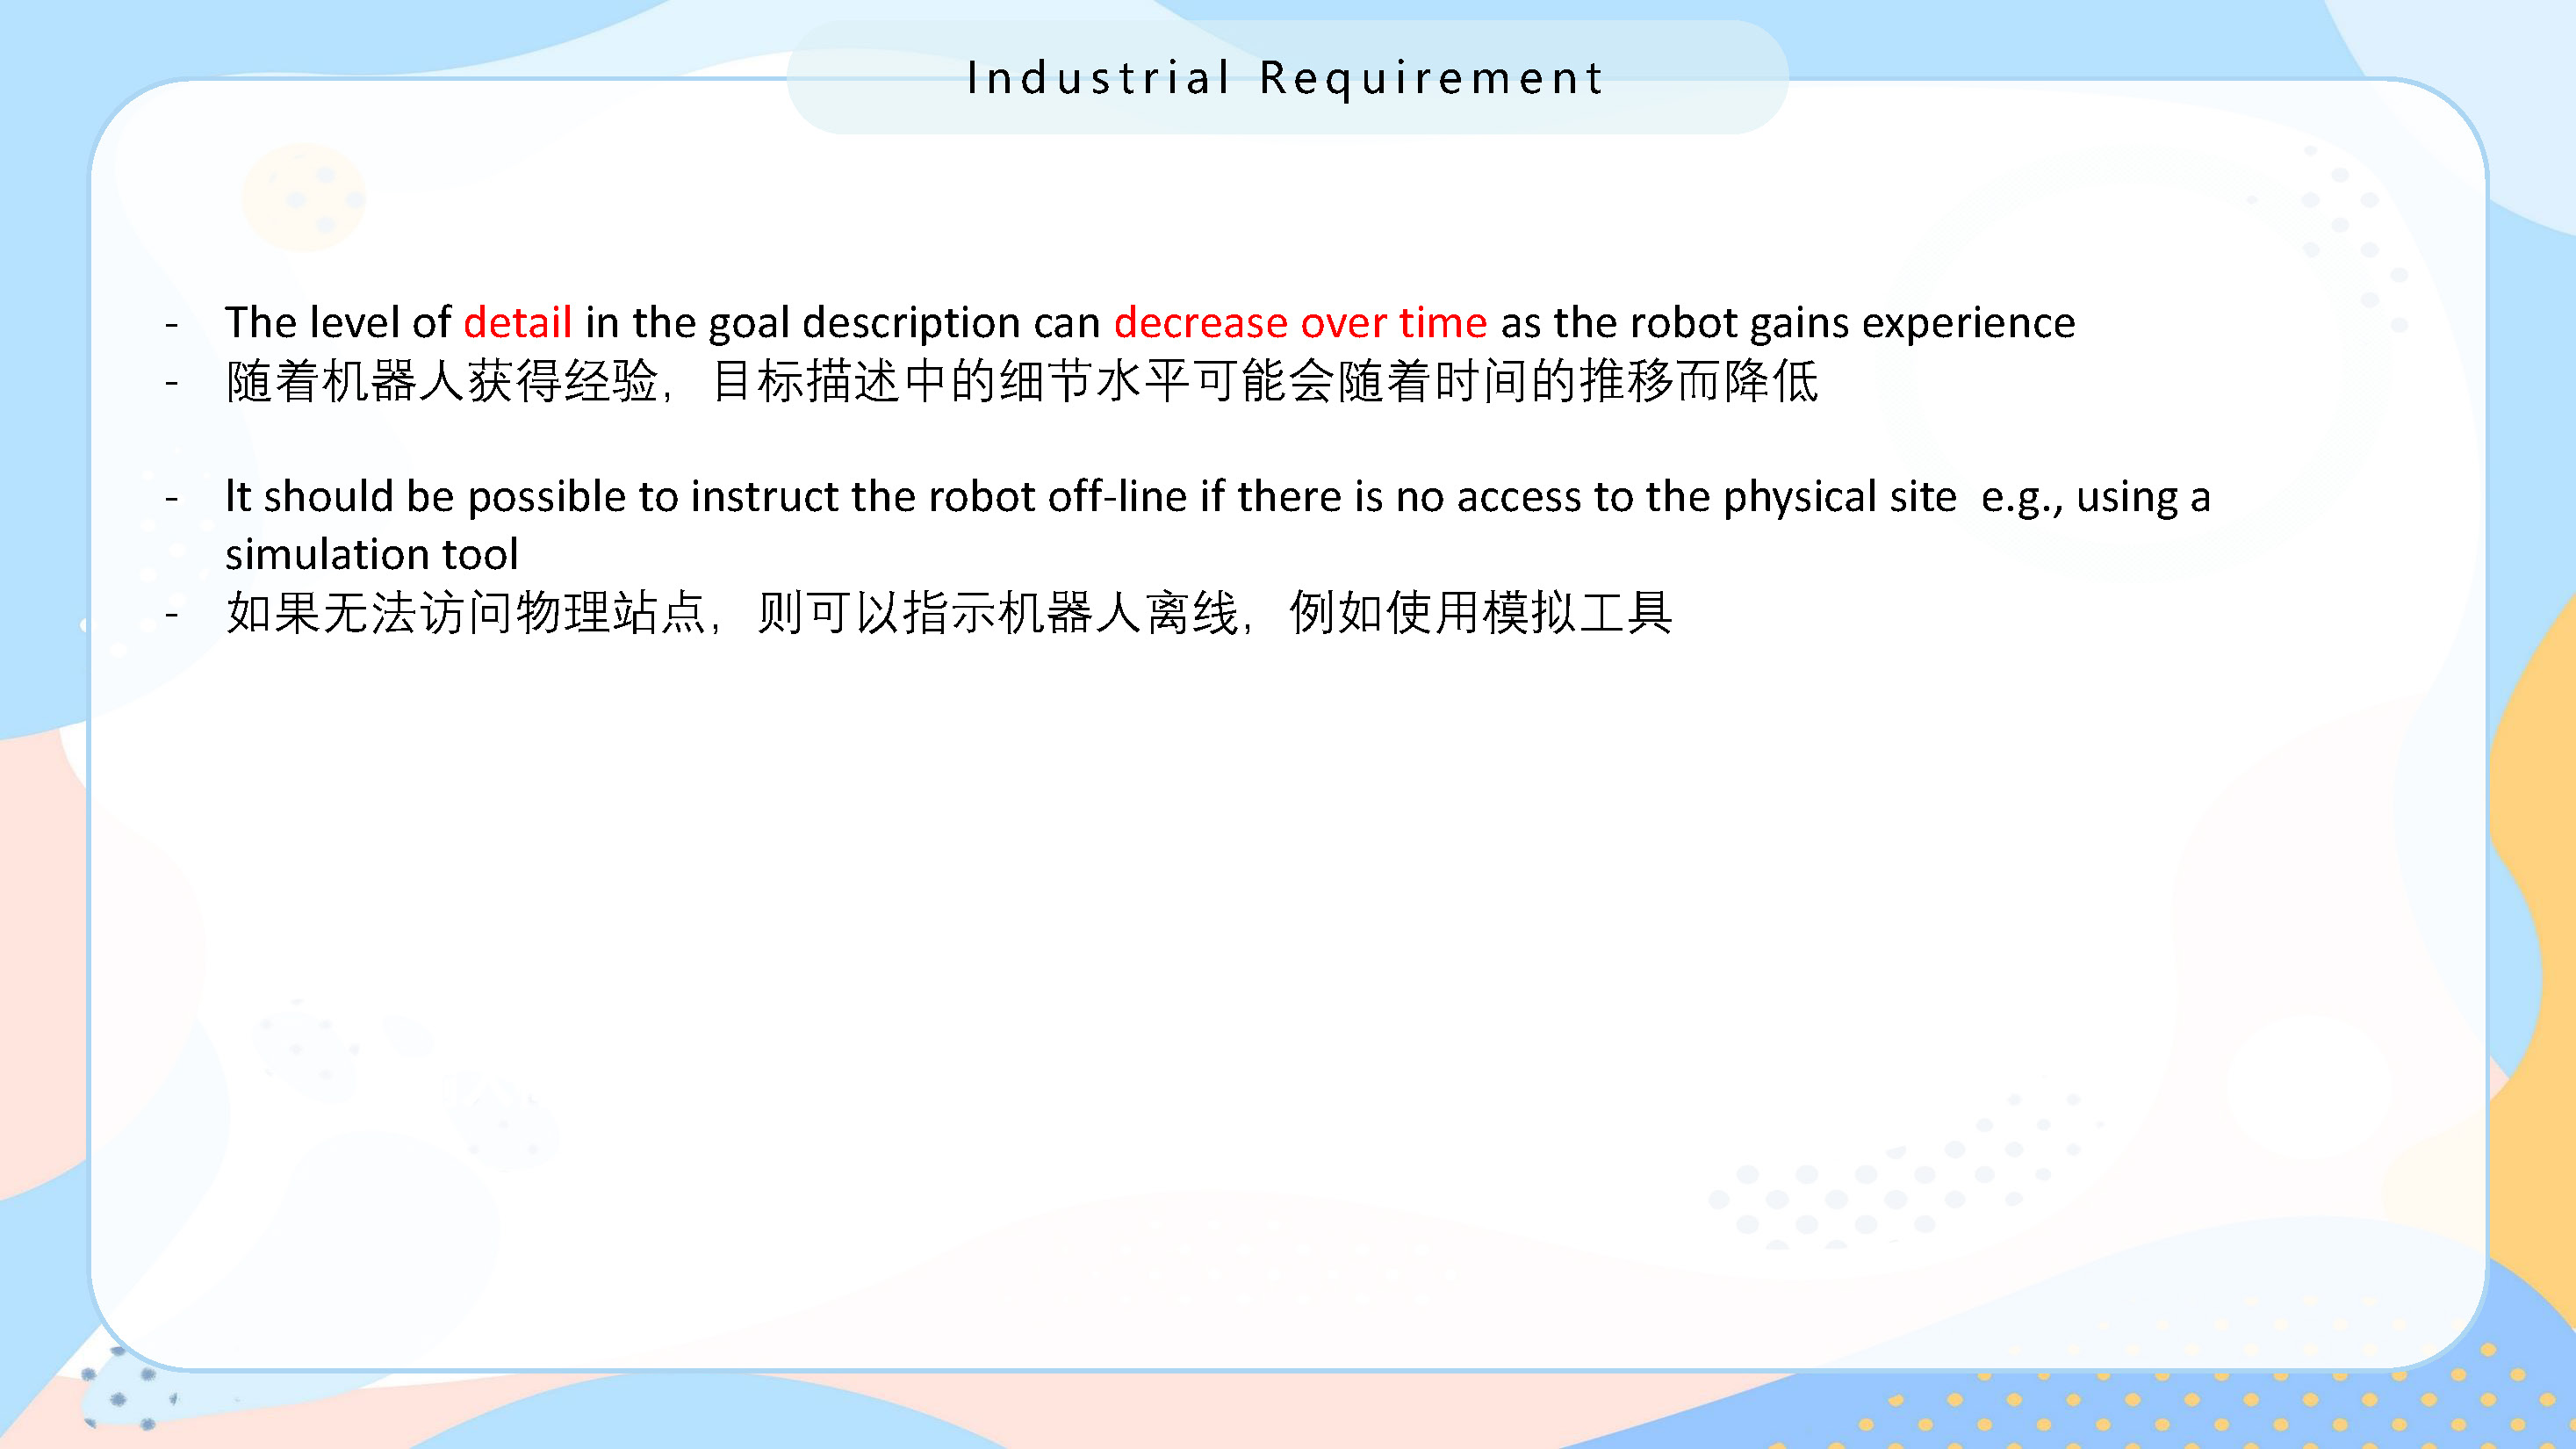 Industrial Requirement
- The level of detail in the goal description can decrease over time as the robot gains experience
- 随着机器人获得经验，目标描述中的细节水平可能会随着时间的推移而降低
- It should be possible to instruct the robot off-line if there is no access to the physical site e.g., using a
simulation tool
- 如果无法访问物理站点，则可以指示机器人离线，例如使用模拟工具